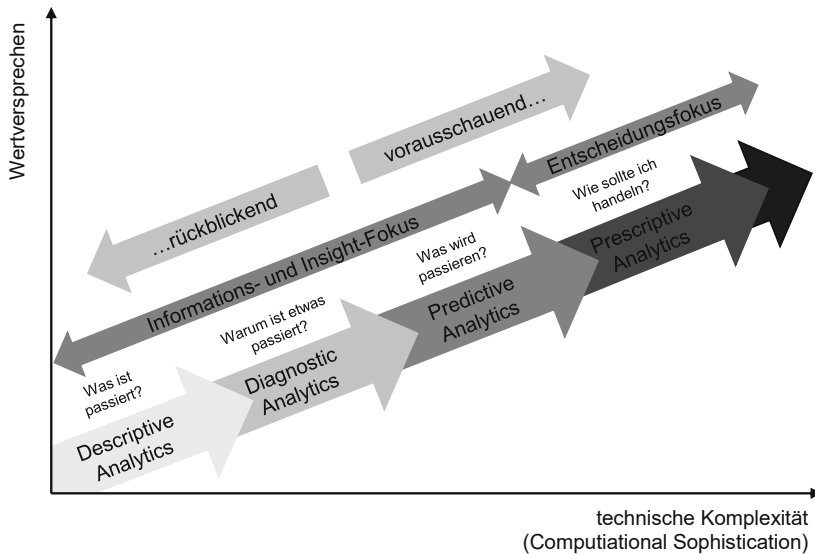 Wertversprechen
vorausschauend...
...rückblickend
Entscheidungsfokus
Informations- und Insight-Fokus
Wie sollte ich
handeln?
Was wird
passieren?
Warum ist etwas
passiert?
Was ist
passiert?
Prescriptive
Analytics
Predictive
Analytics
Diagnostic
Analytics
Descriptive
Analytics
technische Komplexität
(Computiational Sophistication)